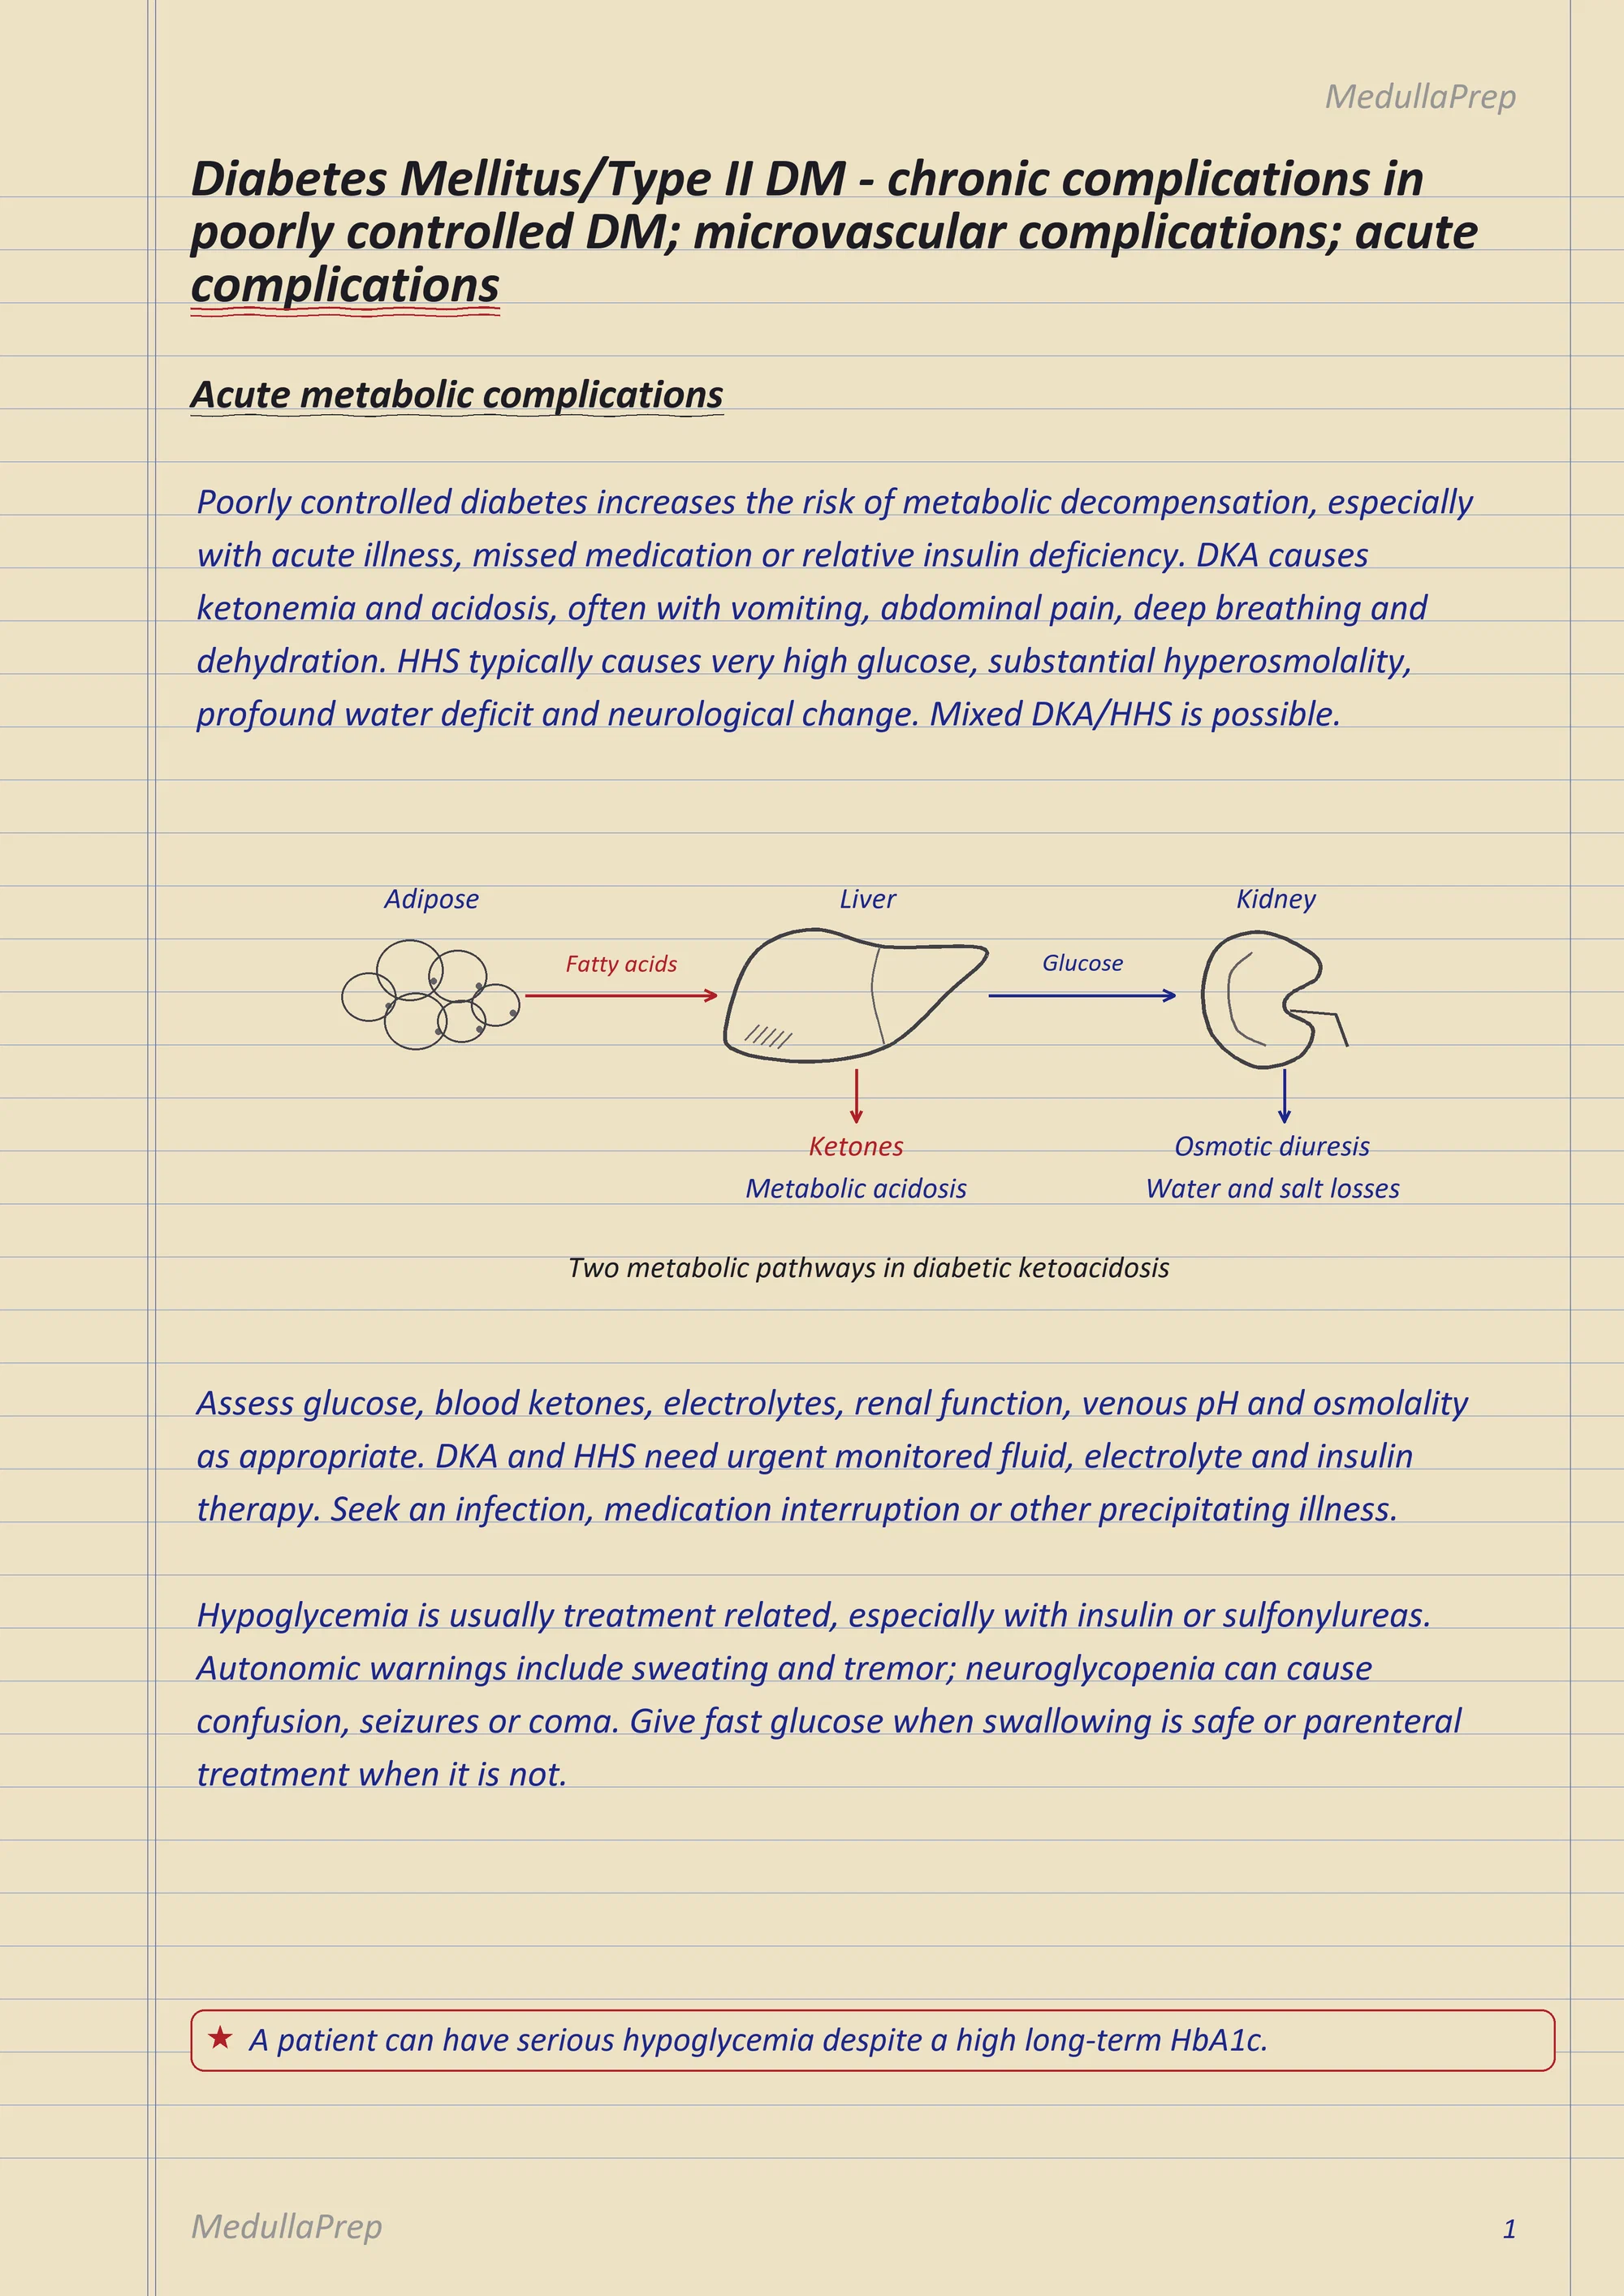 MedullaPrep
Diabetes Mellitus/Type II DM - chronic complications in
poorly controlled DM; microvascular complications; acute
complications
Acute metabolic complications
Poorly controlled diabetes increases the risk of metabolic decompensation, especially
with acute illness, missed medication or relative insulin deficiency. DKA causes
ketonemia and acidosis, often with vomiting, abdominal pain, deep breathing and
dehydration. HHS typically causes very high glucose, substantial hyperosmolality,
profound water deficit and neurological change. Mixed DKA/HHS is possible.
Adipose
Liver
Kidney
Fatty acids
Glucose
Ketones
Osmotic diuresis
Metabolic acidosis
Water and salt losses
Two metabolic pathways in diabetic ketoacidosis
Assess glucose, blood ketones, electrolytes, renal function, venous pH and osmolality
as appropriate. DKA and HHS need urgent monitored fluid, electrolyte and insulin
therapy. Seek an infection, medication interruption or other precipitating illness.
Hypoglycemia is usually treatment related, especially with insulin or sulfonylureas.
Autonomic warnings include sweating and tremor; neuroglycopenia can cause
confusion, seizures or coma. Give fast glucose when swallowing is safe or parenteral
treatment when it is not.
★ A patient can have serious hypoglycemia despite a high long-term HbA1c.
MedullaPrep
1